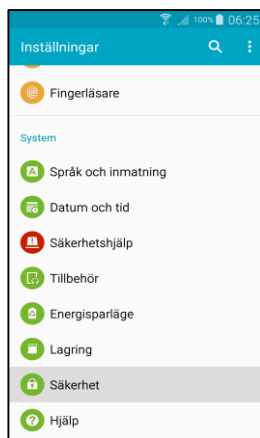 100% 06:25
Inställningar
Fingerläsare
System
Språk och inmatning
Datum och tid
Säkerhetshjälp
Tillbehör
Energisparläge
Lagring
Säkerhet
Hjälp